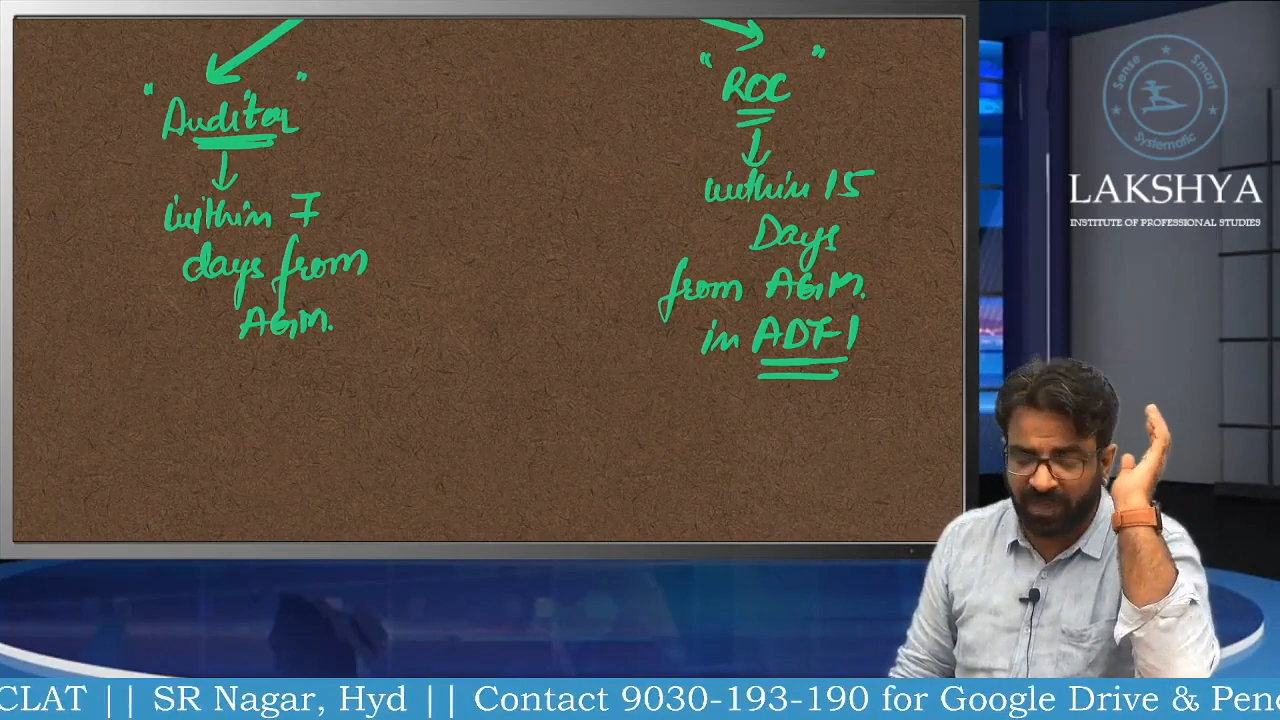 " Auditor "
within 7
days from
AGM.
" ROC "
within 15
Days
from AGM.
in ADT-1
Sense Smart
Systematic
LAKSHYA
INSTITUTE OF PROFESSIONAL STUDIES
CLAT || SR Nagar, Hyd || Contact 9030-193-190 for Google Drive & Pen